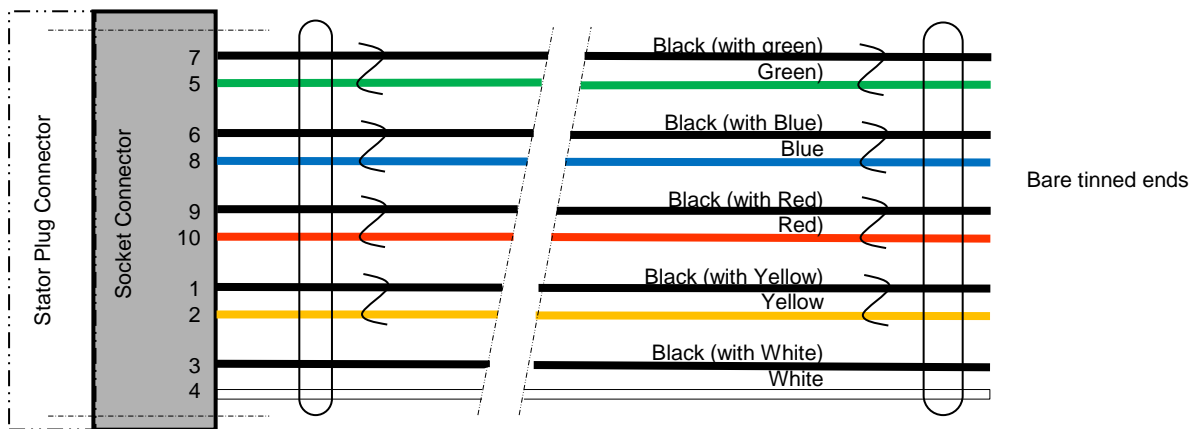 Stator Plug Connector
Socket Connector
7
Black (with green)
5
Green)
6
Black (with Blue)
8
Blue
9
Black (with Red)
10
Red)
1
Black (with Yellow)
2
Yellow
3
Black (with White)
4
White
Bare tinned ends